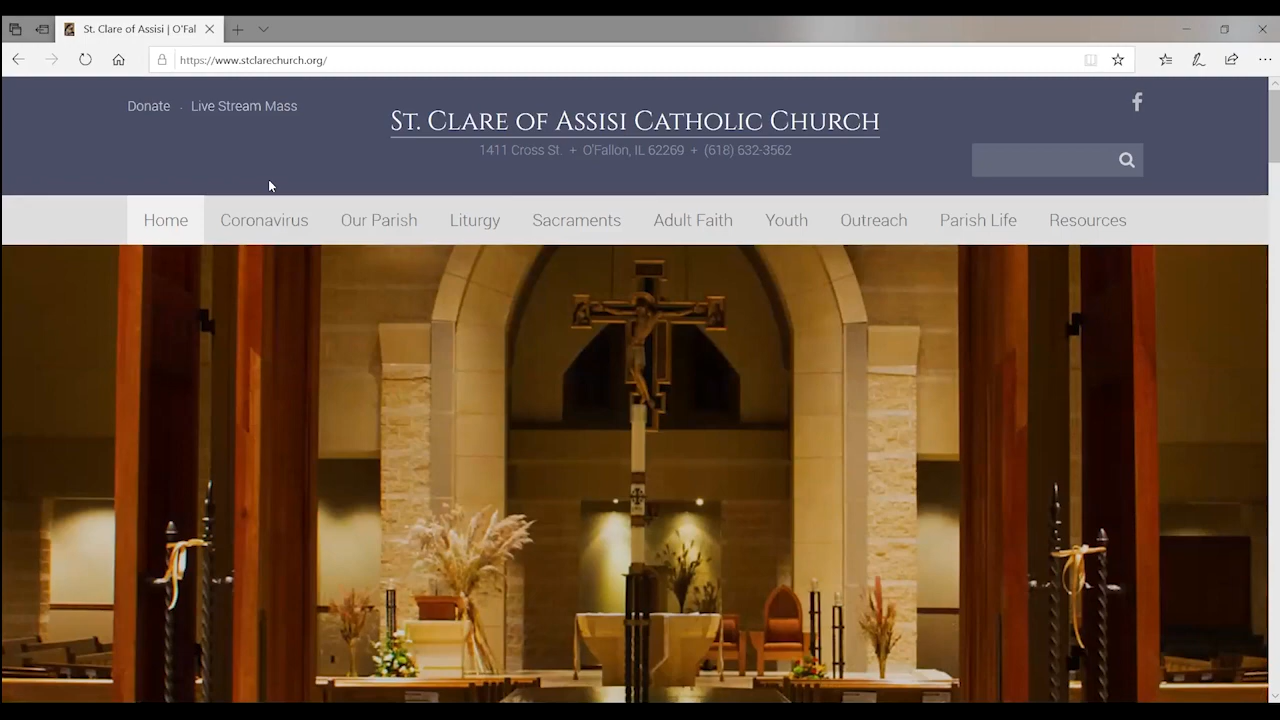 St. Clare of Assisi | O'Fal
https://www.stclarechurch.org/
Donate · Live Stream Mass
St. Clare of Assisi Catholic Church
1411 Cross St. + O'Fallon, IL 62269 + (618) 632-3562
Home Coronavirus Our Parish Liturgy Sacraments Adult Faith Youth Outreach Parish Life Resources